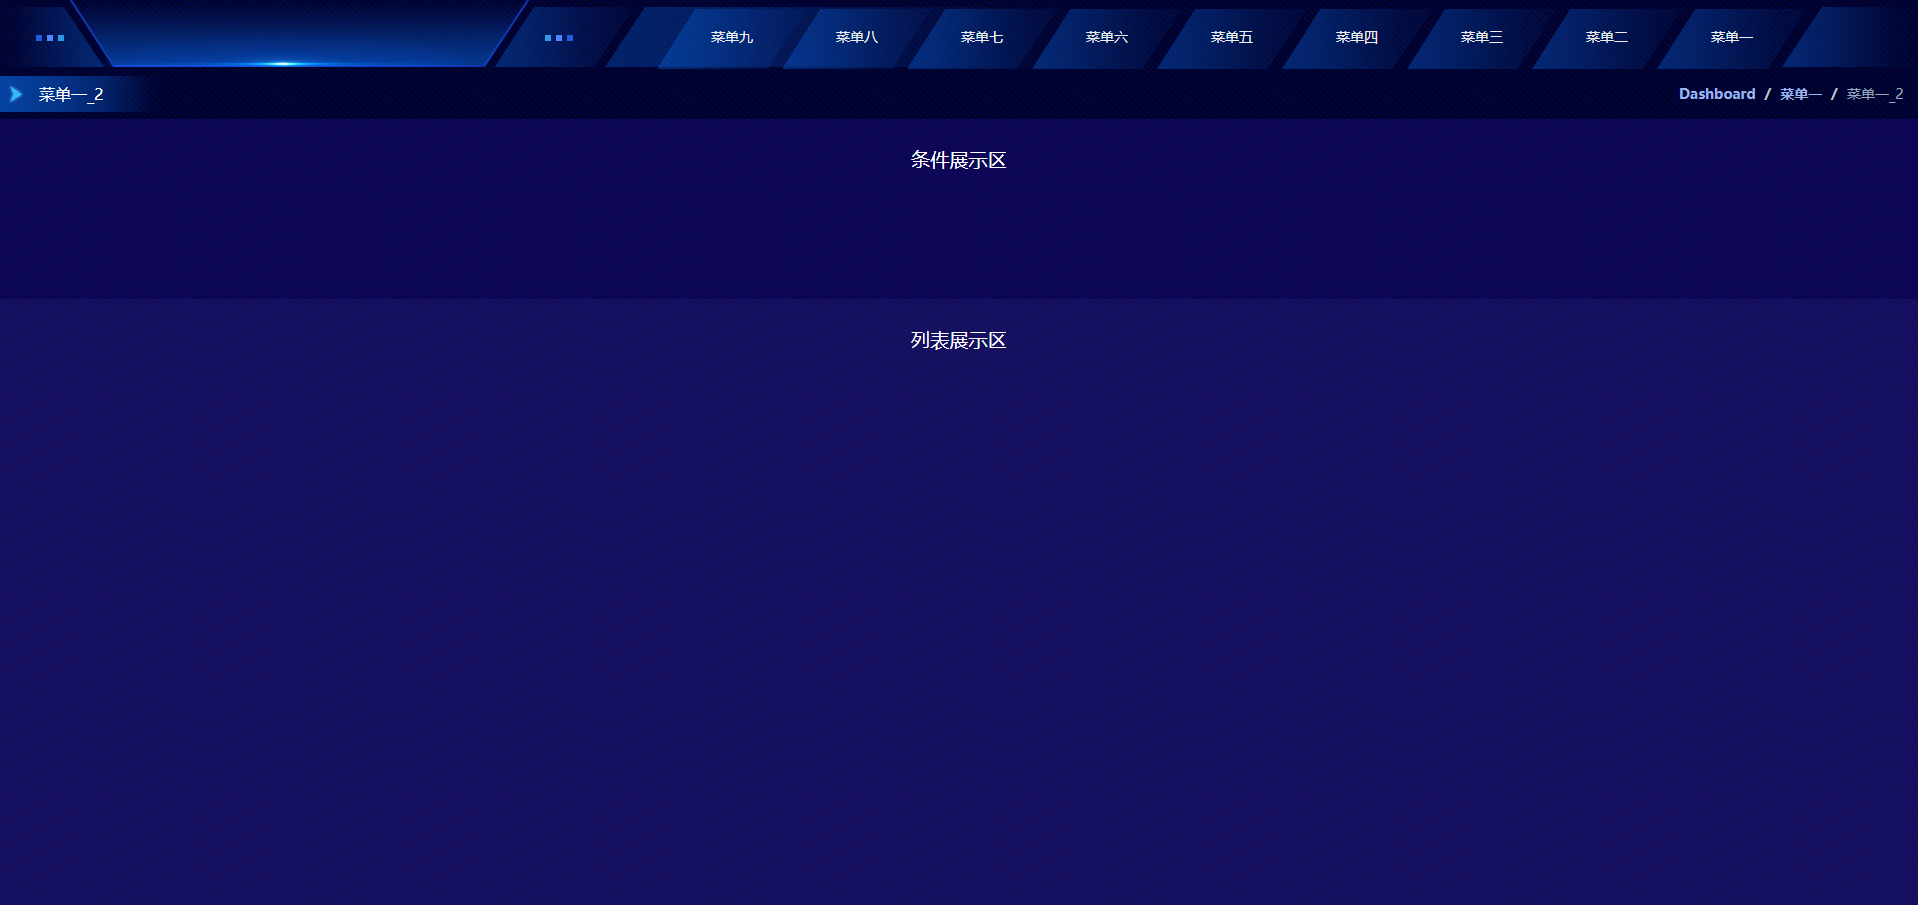 菜单九 菜单八 菜单七 菜单六 菜单五 菜单四 菜单三 菜单二 菜单一
菜单一_2
Dashboard / 菜单一 / 菜单一_2
条件展示区
列表展示区